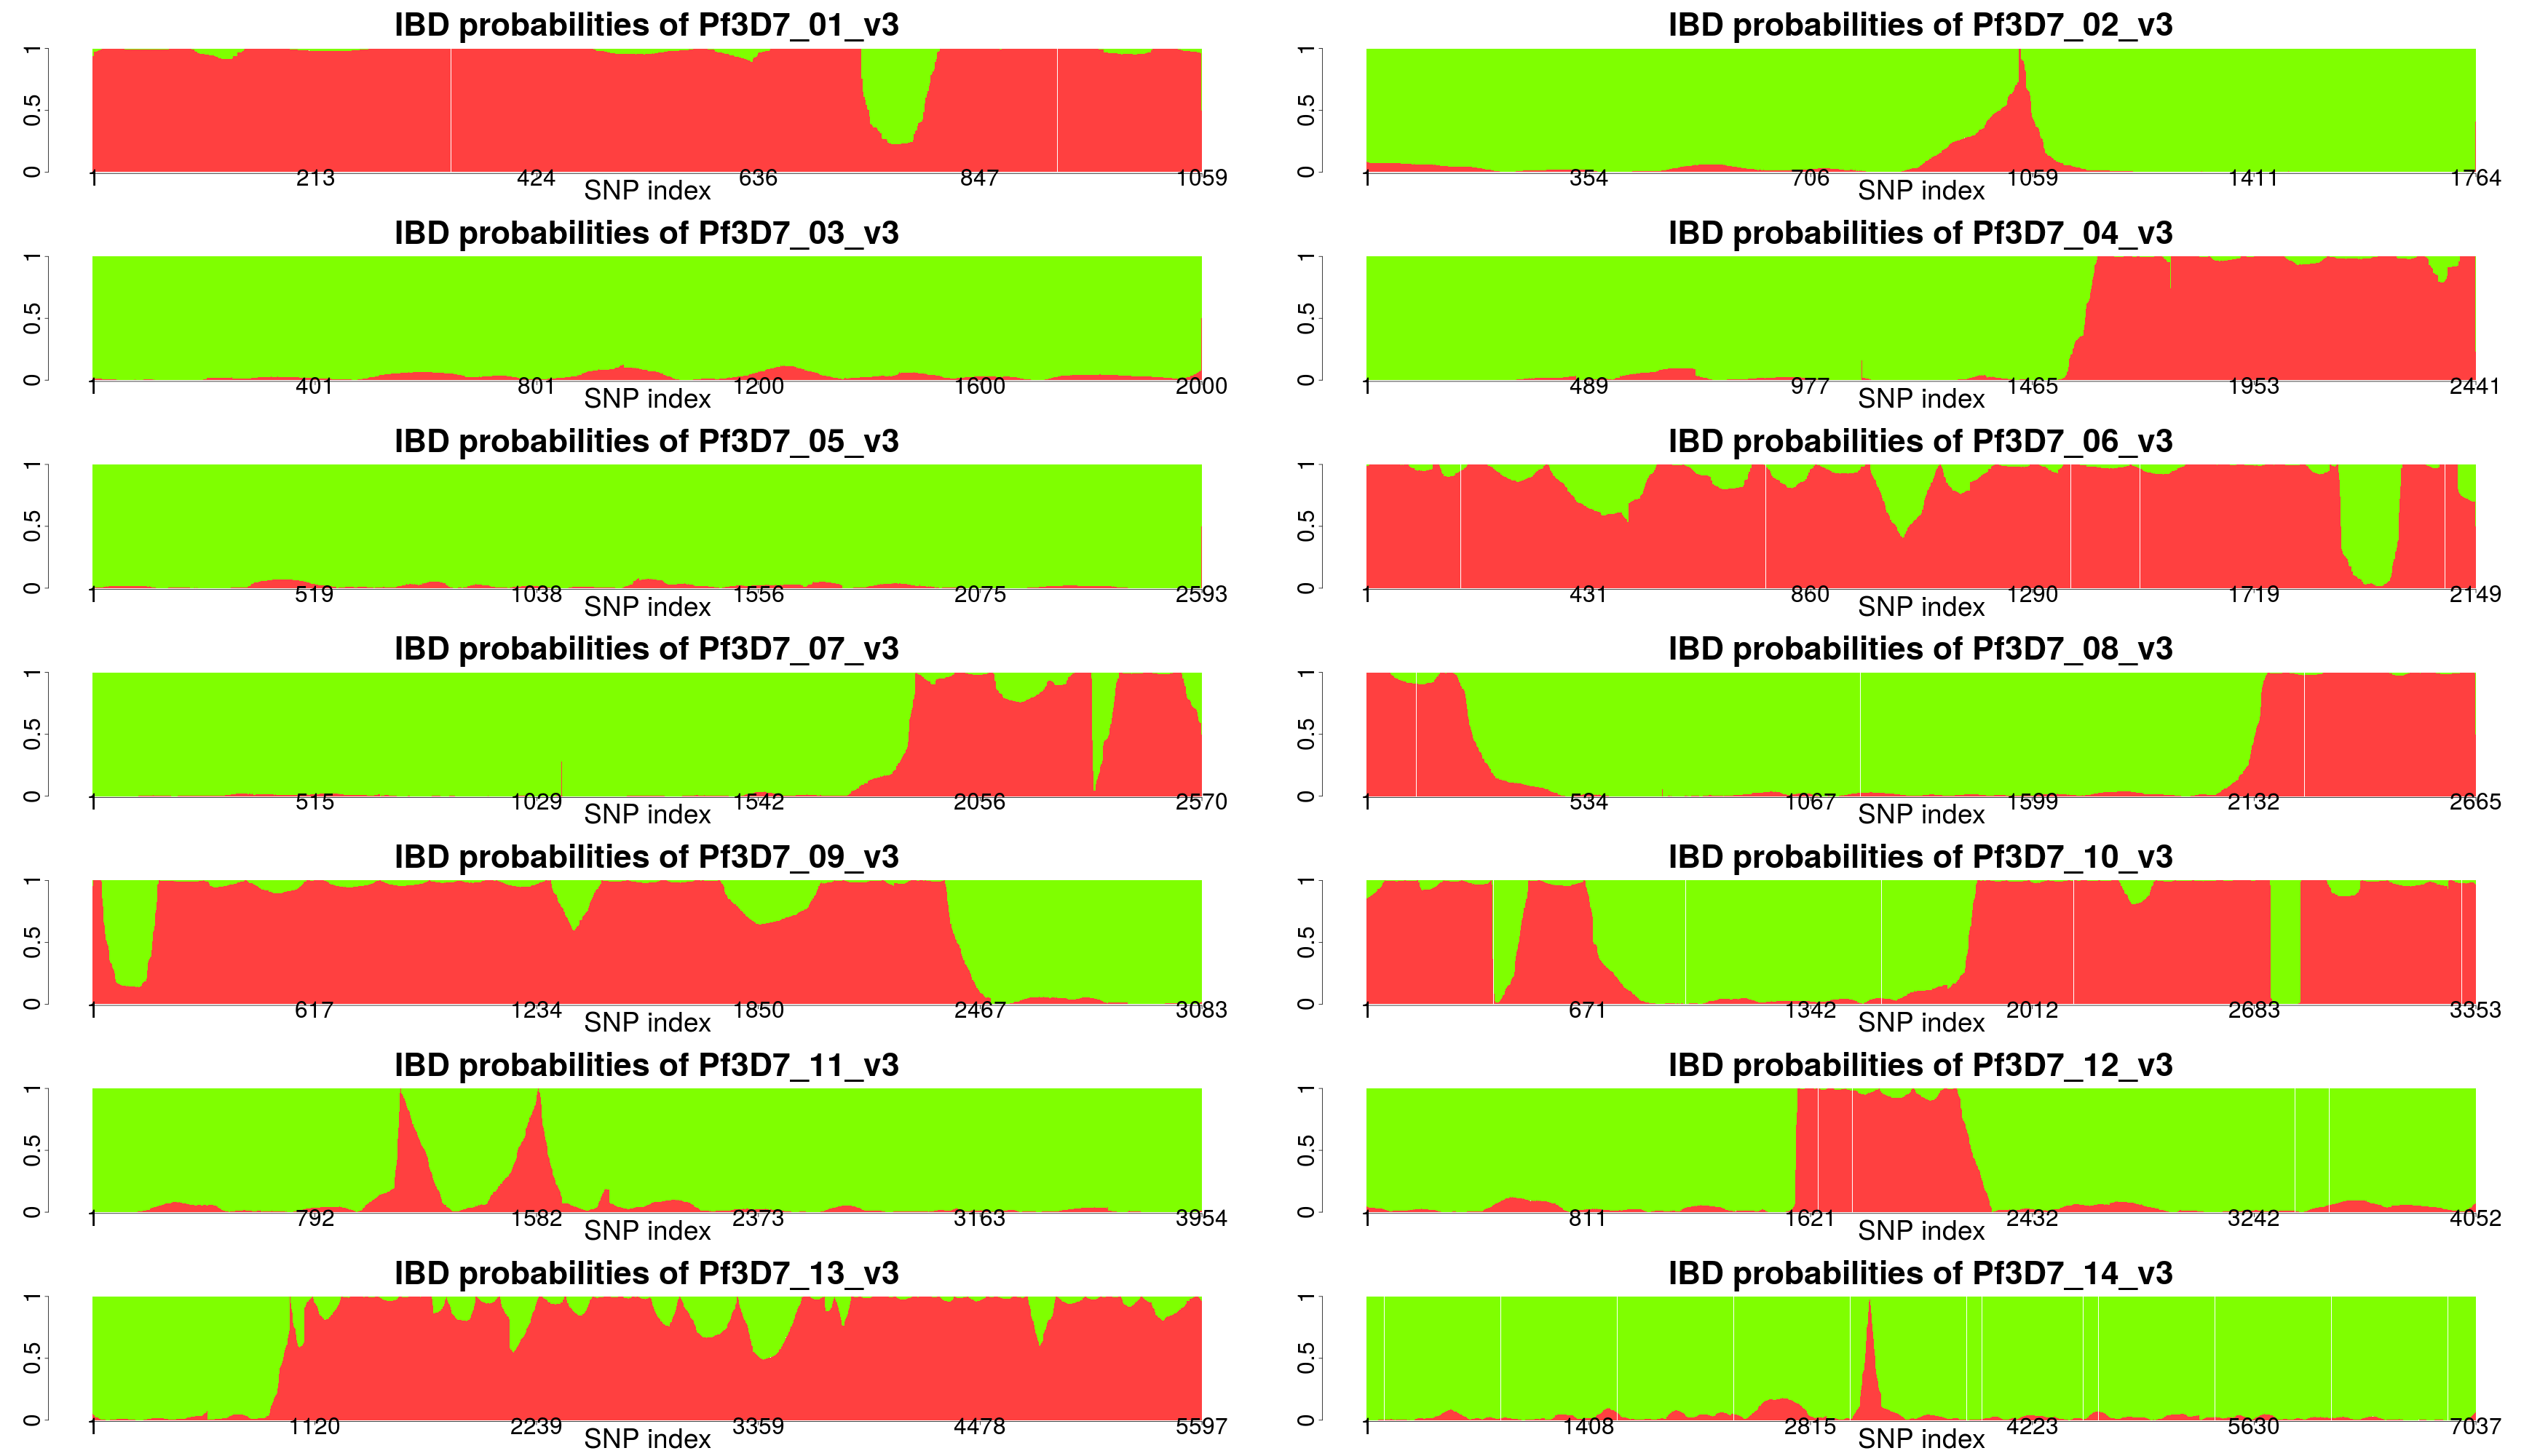 IBD probabilities of Pf3D7_01_v3
0 0.5 1
1 213 424 636 847 1059
SNP index
IBD probabilities of Pf3D7_02_v3
0 0.5 1
1 354 706 1059 1411 1764
SNP index
IBD probabilities of Pf3D7_03_v3
0 0.5 1
1 401 801 1200 1600 2000
SNP index
IBD probabilities of Pf3D7_04_v3
0 0.5 1
1 489 977 1465 1953 2441
SNP index
IBD probabilities of Pf3D7_05_v3
0 0.5 1
1 519 1038 1556 2075 2593
SNP index
IBD probabilities of Pf3D7_06_v3
0 0.5 1
1 431 860 1290 1719 2149
SNP index
IBD probabilities of Pf3D7_07_v3
0 0.5 1
1 515 1029 1542 2056 2570
SNP index
IBD probabilities of Pf3D7_08_v3
0 0.5 1
1 534 1067 1599 2132 2665
SNP index
IBD probabilities of Pf3D7_09_v3
0 0.5 1
1 617 1234 1850 2467 3083
SNP index
IBD probabilities of Pf3D7_10_v3
0 0.5 1
1 671 1342 2012 2683 3353
SNP index
IBD probabilities of Pf3D7_11_v3
0 0.5 1
1 792 1582 2373 3163 3954
SNP index
IBD probabilities of Pf3D7_12_v3
0 0.5 1
1 811 1621 2432 3242 4052
SNP index
IBD probabilities of Pf3D7_13_v3
0 0.5 1
1 1120 2239 3359 4478 5597
SNP index
IBD probabilities of Pf3D7_14_v3
0 0.5 1
1 1408 2815 4223 5630 7037
SNP index